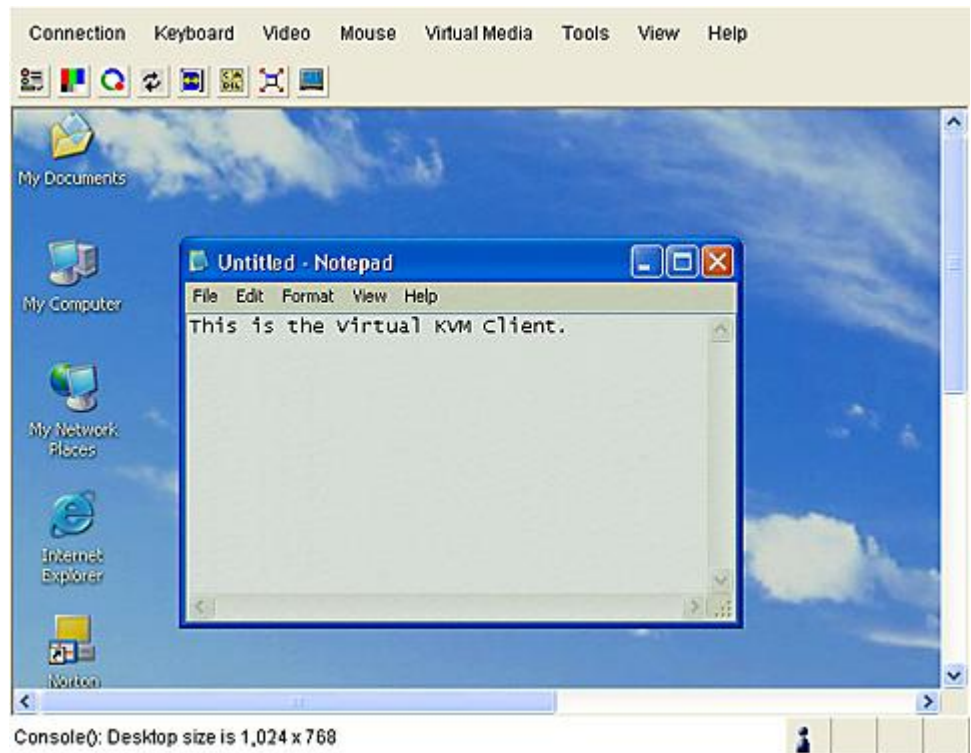 Connection Keyboard Video Mouse Virtual Media Tools View Help
My Documents
My Computer
My Network
Places
Internet
Explorer
Norton
Untitled - Notepad
File Edit Format View Help
This is the Virtual KVM Client.
Console(): Desktop size is 1,024 x 768